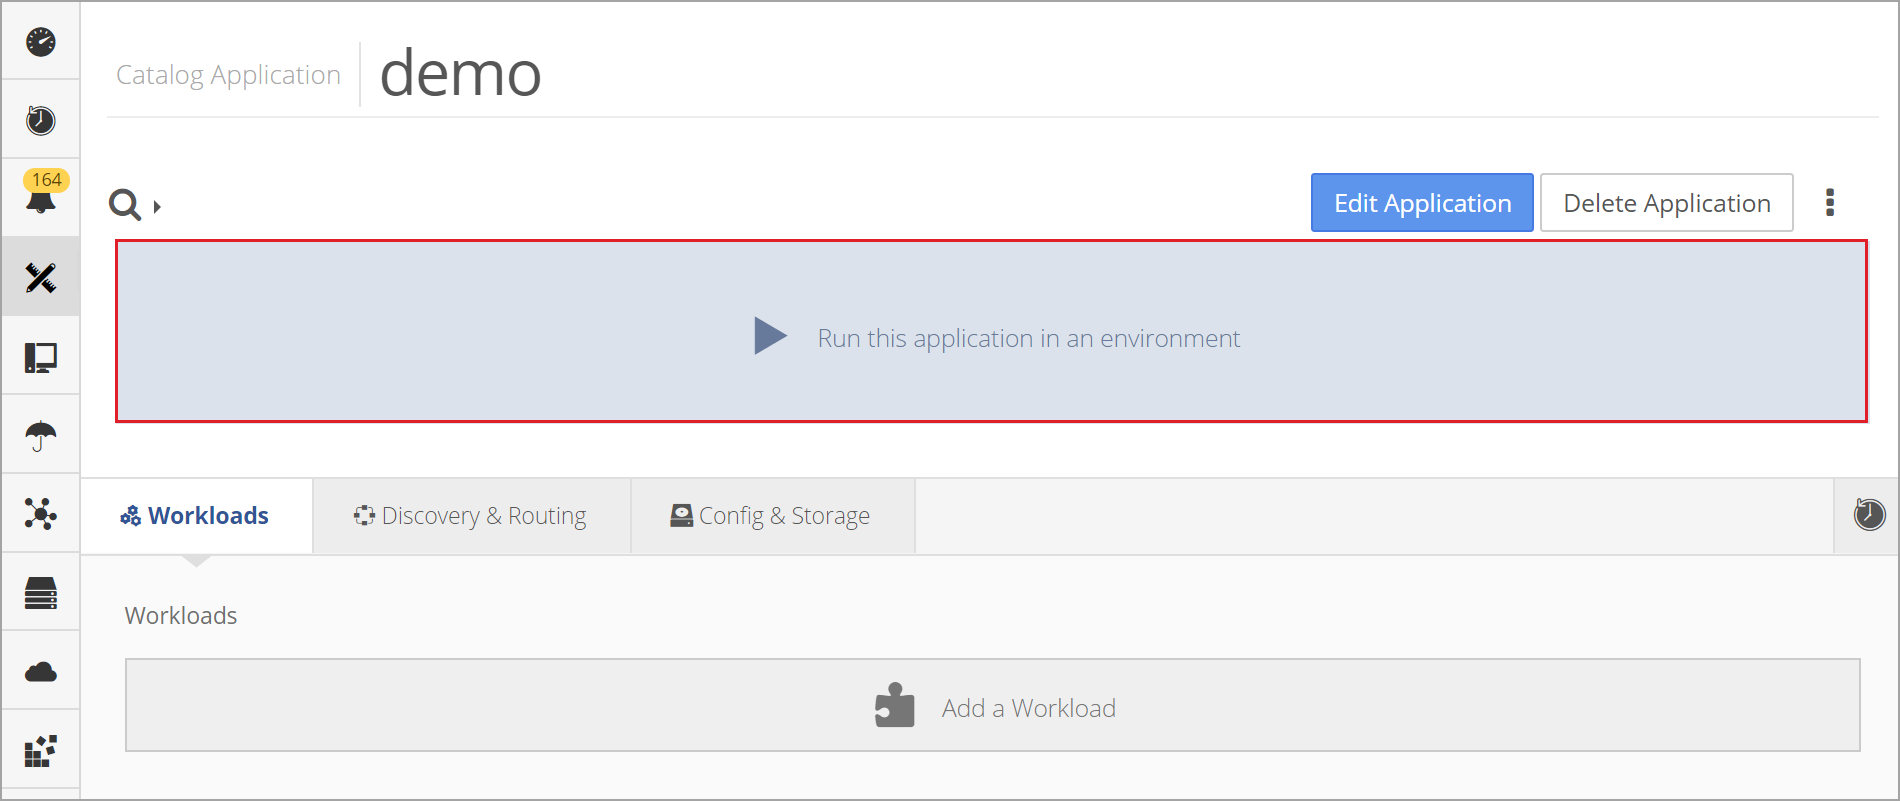 Catalog Application
demo
164
Edit Application
Delete Application
Run this application in an environment
Workloads
Discovery & Routing
Config & Storage
Workloads
Add a Workload